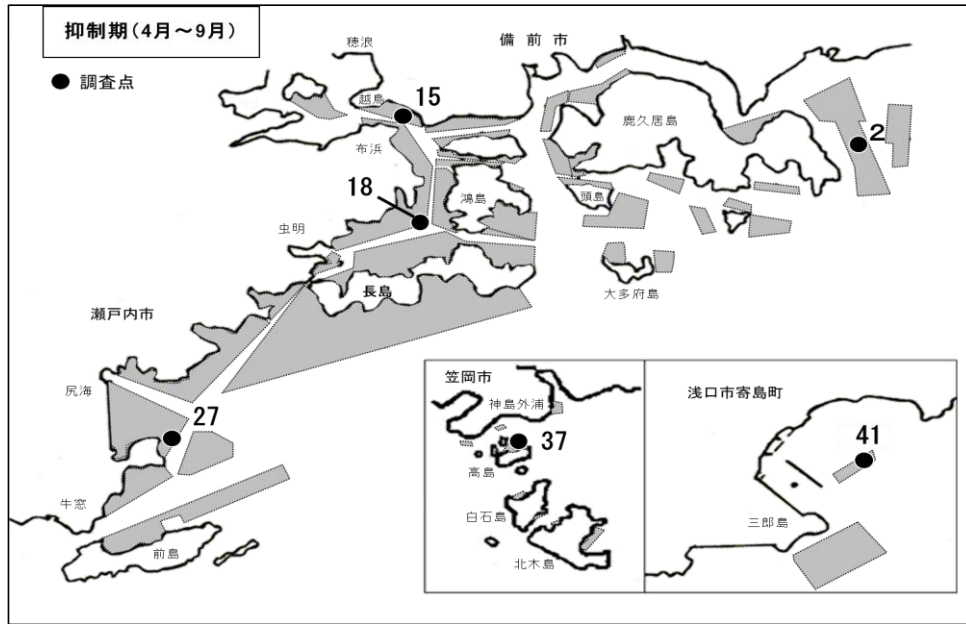 抑制期(4月～9月)
● 調査点
穂浪
備前市
越島
15
鹿久居島
2
布浜
18
鴻島
頭島
虫明
長島
大多府島
瀬戸内市
尻海
27
牛窓
前島
笠岡市
神島外浦
37
高島
白石島
北木島
浅口市寄島町
41
三郎島